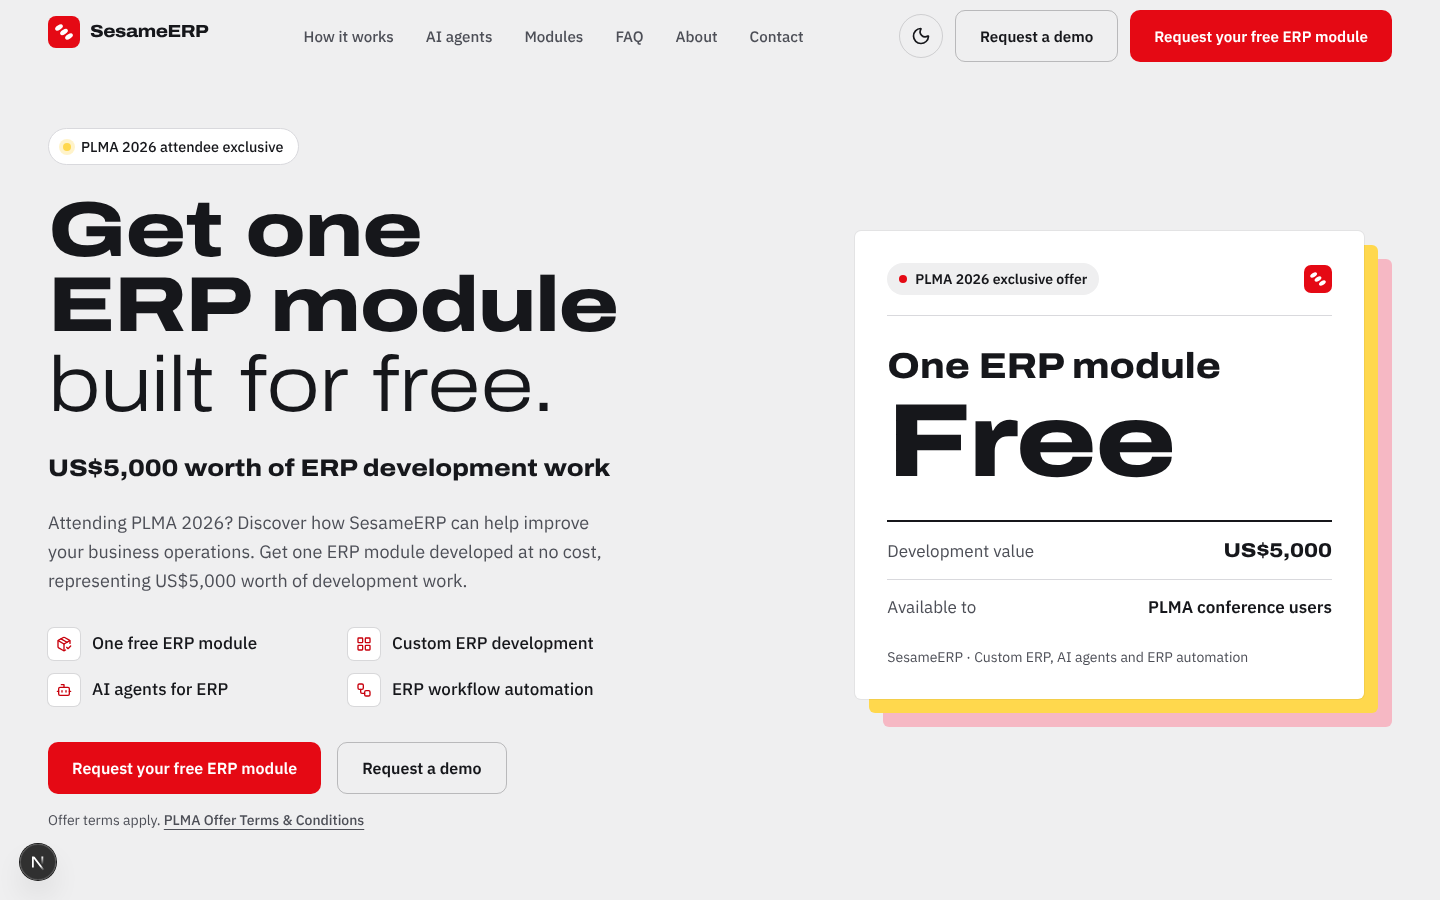 SesameERP
How it works
AI agents
Modules
FAQ
About
Contact
Request a demo
Request your free ERP module
PLMA 2026 attendee exclusive
Get one
ERP module
built for free.
US$5,000 worth of ERP development work
Attending PLMA 2026? Discover how SesameERP can help improve
your business operations. Get one ERP module developed at no cost,
representing US$5,000 worth of development work.
One free ERP module
Custom ERP development
AI agents for ERP
ERP workflow automation
Request your free ERP module
Request a demo
Offer terms apply. PLMA Offer Terms & Conditions
N
PLMA 2026 exclusive offer
One ERP module
Free
Development value
US$5,000
Available to
PLMA conference users
SesameERP · Custom ERP, AI agents and ERP automation